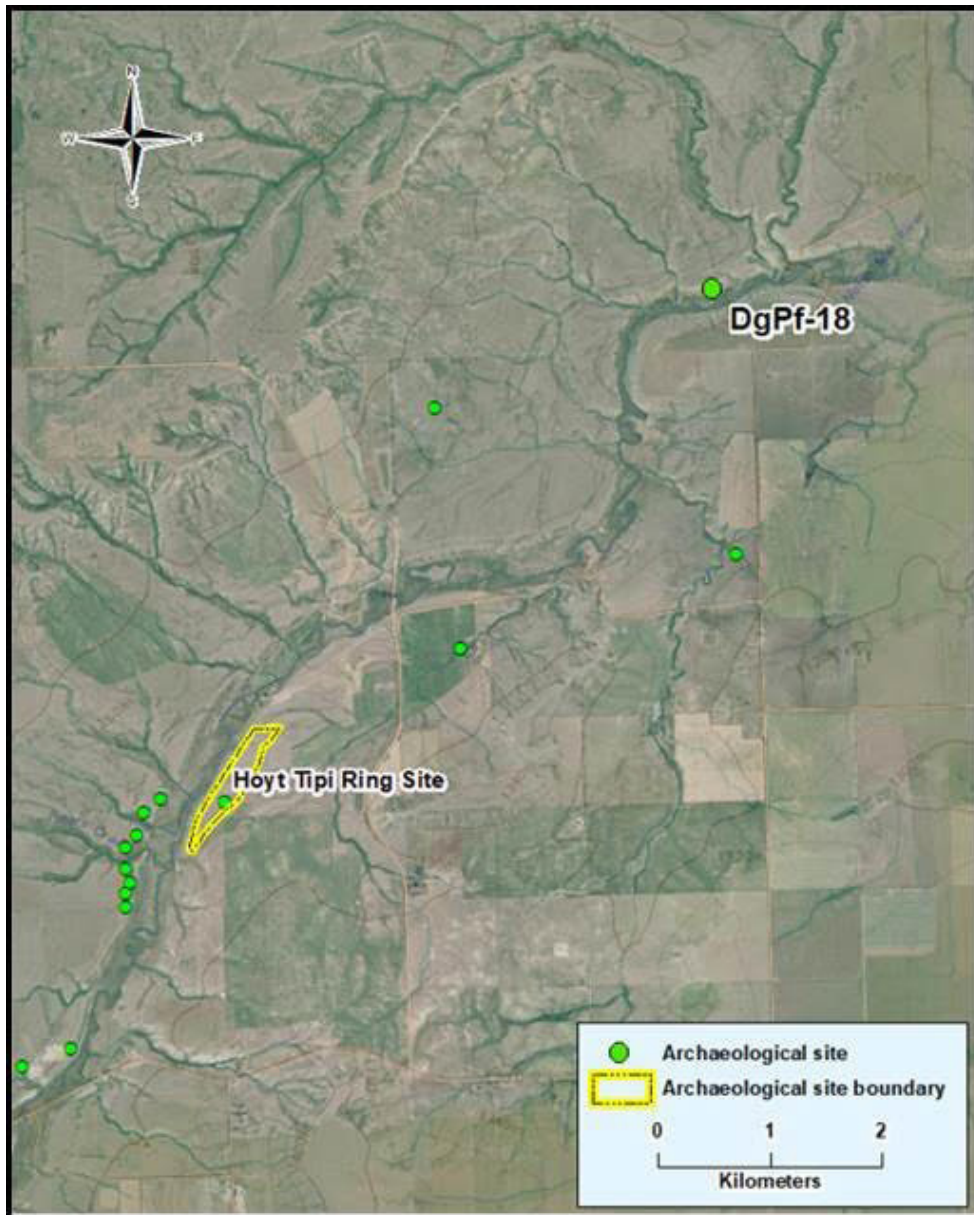 N
W
E
S
DgPf-18
Hoyt Tipi Ring Site
Archaeological site
Archaeological site boundary
0 1 2
Kilometers